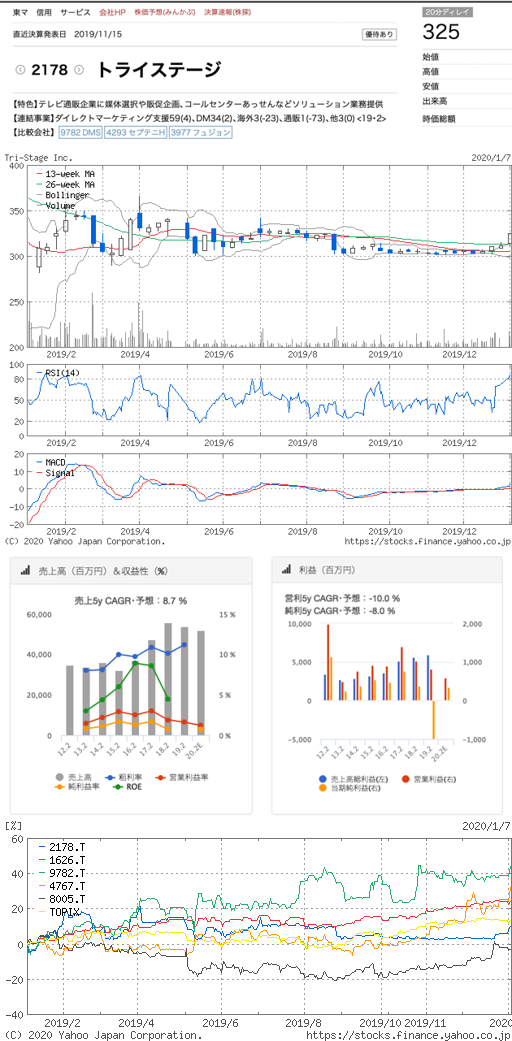 東マ 信用 サービス 会社HP 株価予想(みんかぶ) 決算速報(株探)
20分ディレイ
325
直近決算発表日 2019/11/15
優待あり
2178 トライステージ
始値
高値
安値
出来高
時価総額
【特色】テレビ通販企業に媒体選択や販促企画、コールセンターあっせんなどソリューション業務提供
【連結事業】ダイレクトマーケティング支援59(4)、DM34(2)、海外3(-23)、通販1(-73)、他3(0) <19・2>
【比較会社】 9782 DMS 4293 セプテニH 3977 フュジョン
Tri-Stage Inc. 2020/1/7
400
13-week MA
26-week MA
Bollinger
Volume
350
300
250
200
2019/2 2019/4 2019/6 2019/8 2019/10 2019/12
100
RSI(14)
80
50
20
0
2019/2 2019/4 2019/6 2019/8 2019/10 2019/12
20
MACD
Signal
10
0
-10
-20
2019/2 2019/4 2019/6 2019/8 2019/10 2019/12
(C) 2020 Yahoo Japan Corporation. https://stocks.finance.yahoo.co.jp
売上高（百万円）＆収益性（%）
売上5y CAGR・予想：8.7 %
60,000 15 %
40,000 10 %
20,000 5 %
0 0 %
12.2 13.2 14.2 15.2 16.2 17.2 18.2 19.2 20.2E
売上高 粗利率 営業利益率
純利益率 ROE
利益（百万円）
営利5y CAGR・予想：-10.0 %
純利5y CAGR・予想：-8.0 %
10,000 2,000
5,000 1,000
0 0
-5,000 -1,000
12.2 13.2 14.2 15.2 16.2 17.2 18.2 19.2 20.2E
売上高総利益(左) 営業利益(右)
当期純利益(右)
[%] 2020/1/7
60
2178.T
1626.T
9782.T
4767.T
8005.T
TOPIX
40
20
0
-20
-40
2019/2 2019/4 2019/6 2019/8 2019/10 2019/11 2020
(C) 2020 Yahoo Japan Corporation. https://stocks.finance.yahoo.co.jp